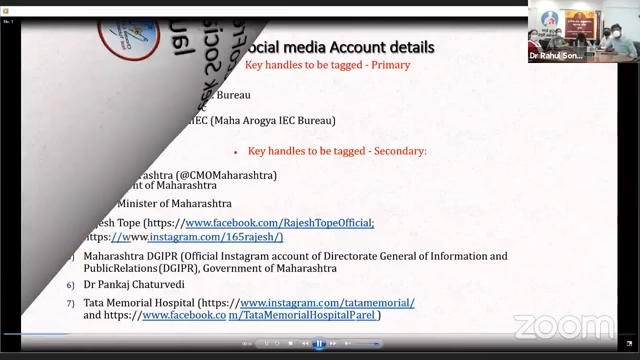 No. 1
ocial media Account details
Key handles to be tagged - Primary
Bureau
IEC (Maha Arogya IEC Bureau)
• Key handles to be tagged - Secondary:
rashtra (@CMOMaharashtra)
nt of Maharashtra
Minister of Maharashtra
esh Tope (https://www.facebook.com/RajeshTopeOfficial;
https://www.instagram.com/165rajesh/)
Maharashtra DGIPR (Official Instagram account of Directorate General of Information and
PublicRelations(DGIPR), Government of Maharashtra
6) Dr Pankaj Chaturvedi
7) Tata Memorial Hospital (https://www.instagram.com/tatamemorial/
and https://www.facebook.co m/TataMemorialHospitalParel )
Dr Rahul Son...
zoom